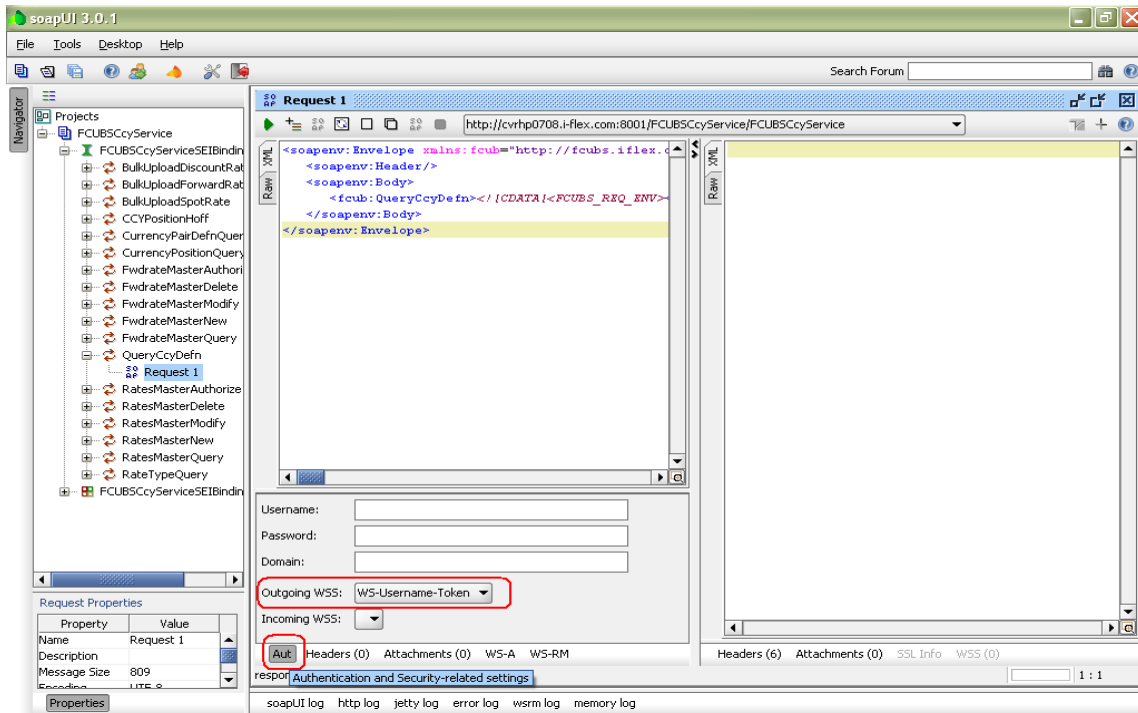 soapUI 3.0.1
File Tools Desktop Help
Search Forum
Navigator
Projects
FCUBSCcyService
FCUBSCcyServiceSEIBindin
BulkUploadDiscountRat
BulkUploadForwardRat
BulkUploadSpotRate
CCYPositionHoff
CurrencyPairDefnQuer
CurrencyPositionQuery
FwdrateMasterAuthori
FwdrateMasterDelete
FwdrateMasterModify
FwdrateMasterNew
FwdrateMasterQuery
QueryCcyDefn
Request 1
RatesMasterAuthorize
RatesMasterDelete
RatesMasterModify
RatesMasterNew
RatesMasterQuery
RateTypeQuery
FCUBSCcyServiceSEIBindin
Request Properties
Property Value
Name Request 1
Description
Message Size 809
Encoding UTF-8
Properties
Request 1
http://cvrhp0708.i-flex.com:8001/FCUBSCcyService/FCUBSCcyService
XML
Raw
<soapenv:Envelope xmlns:fcub="http://fcubs.iflex.c
<soapenv:Header/>
<soapenv:Body>
<fcub:QueryCcyDefn><![CDATA[<FCUBS_REQ_ENV><
</soapenv:Body>
</soapenv:Envelope>
XML
Raw
Username:
Password:
Domain:
Outgoing WSS: WS-Username-Token
Incoming WSS:
Aut Headers (0) Attachments (0) WS-A WS-RM
Headers (6) Attachments (0) SSL Info WSS (0)
respor
Authentication and Security-related settings
1 : 1
soapUI log http log jetty log error log wsrm log memory log